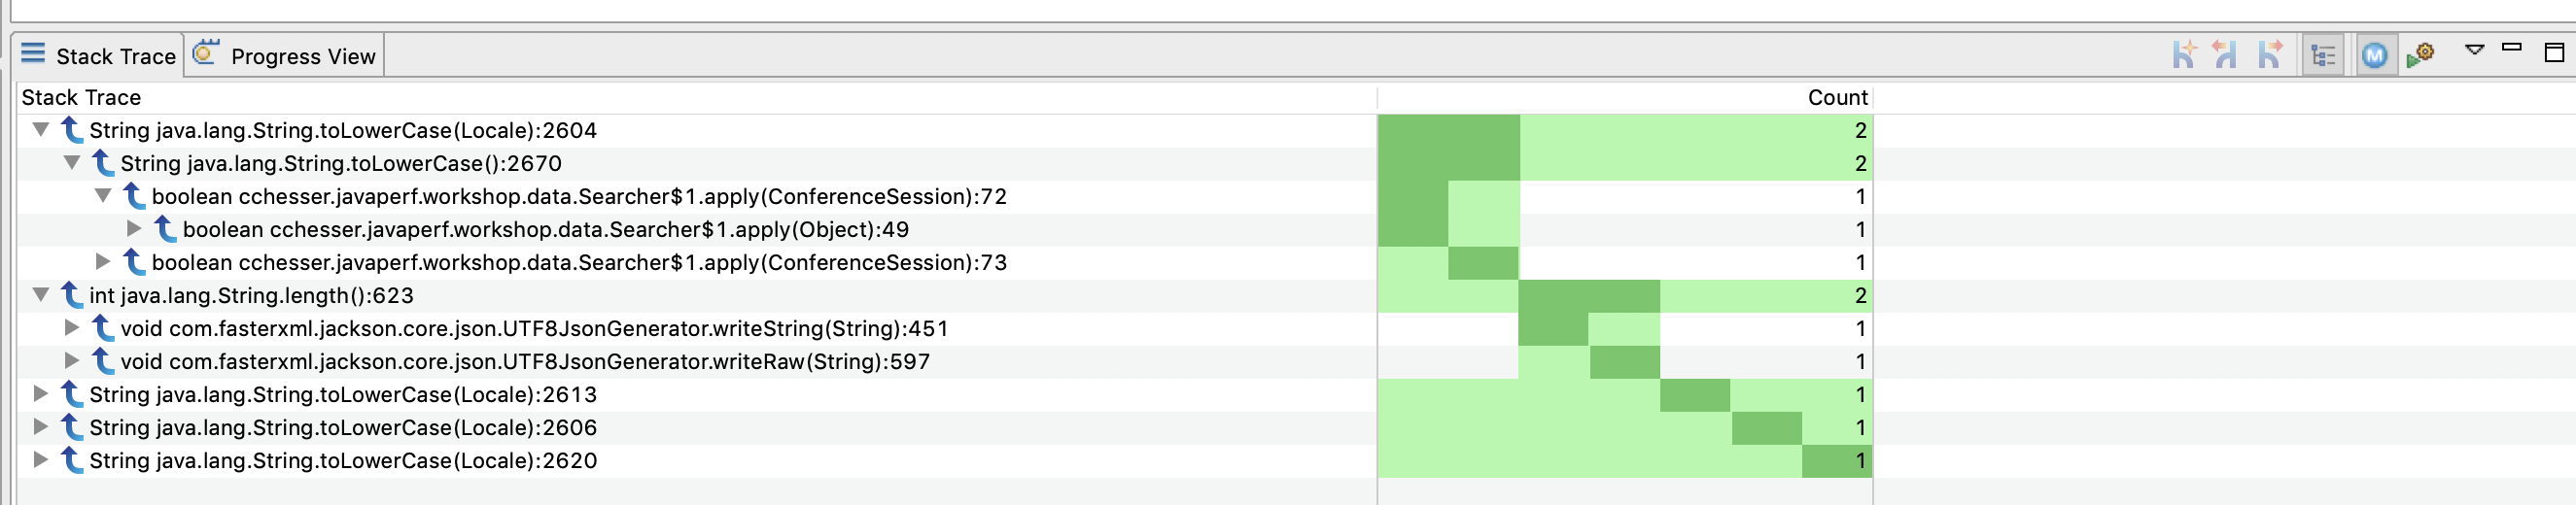 Stack Trace Progress View M
Stack Trace Count
String java.lang.String.toLowerCase(Locale):2604 2
String java.lang.String.toLowerCase():2670 2
boolean cchesser.javaperf.workshop.data.Searcher$1.apply(ConferenceSession):72 1
boolean cchesser.javaperf.workshop.data.Searcher$1.apply(Object):49 1
boolean cchesser.javaperf.workshop.data.Searcher$1.apply(ConferenceSession):73 1
int java.lang.String.length():623 2
void com.fasterxml.jackson.core.json.UTF8JsonGenerator.writeString(String):451 1
void com.fasterxml.jackson.core.json.UTF8JsonGenerator.writeRaw(String):597 1
String java.lang.String.toLowerCase(Locale):2613 1
String java.lang.String.toLowerCase(Locale):2606 1
String java.lang.String.toLowerCase(Locale):2620 1